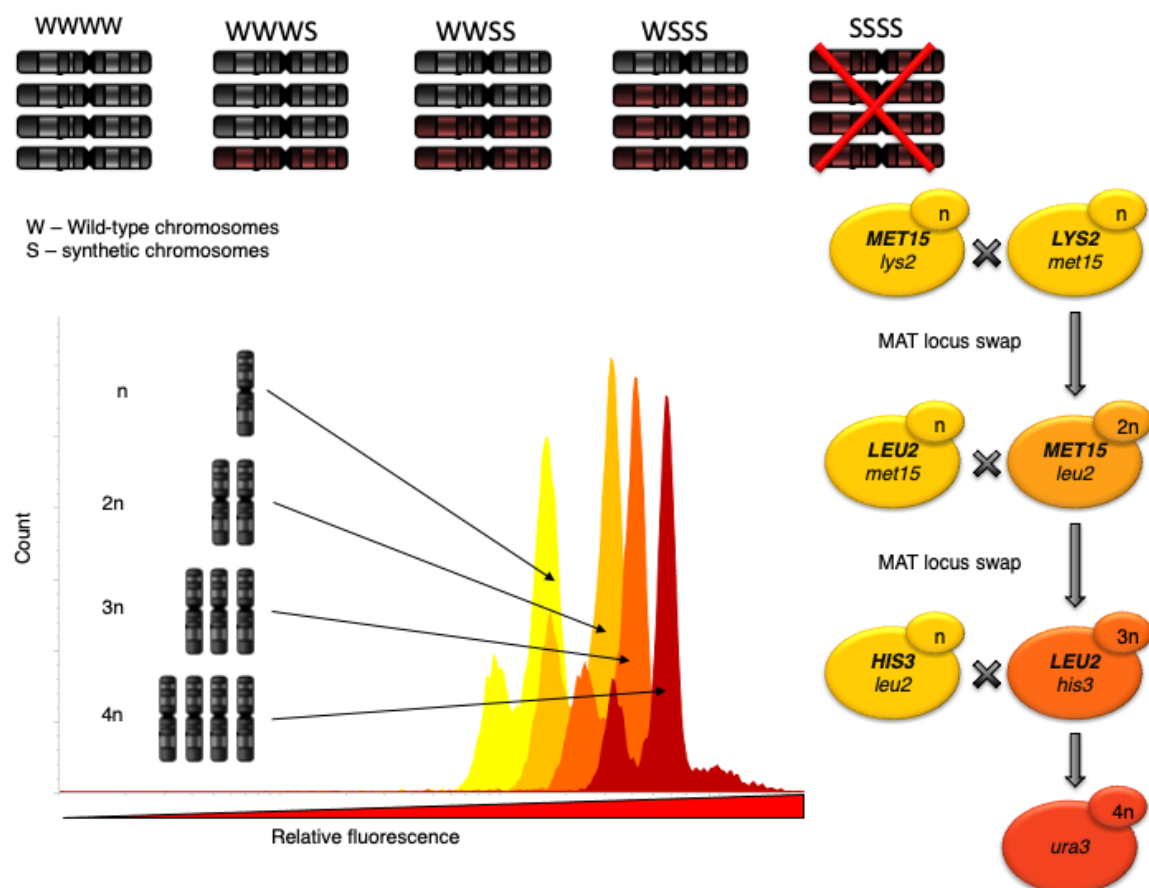 WWWW
WWWS
WWSS
WSSS
SSSS
W – Wild-type chromosomes
S – synthetic chromosomes
n
MET15
lys2
n
LYS2
met15
MAT locus swap
n
LEU2
met15
2n
MET15
leu2
MAT locus swap
n
HIS3
leu2
3n
LEU2
his3
4n
ura3
Count
n
2n
3n
4n
Relative fluorescence